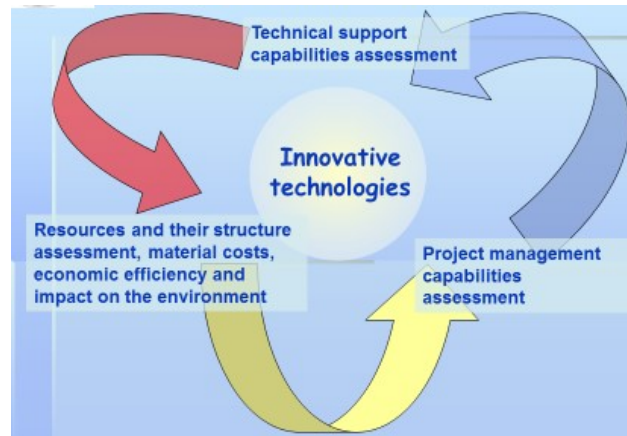 Technical support
capabilities assessment
Innovative
technologies
Resources and their structure
assessment, material costs,
economic efficiency and
impact on the environment
Project management
capabilities
assessment